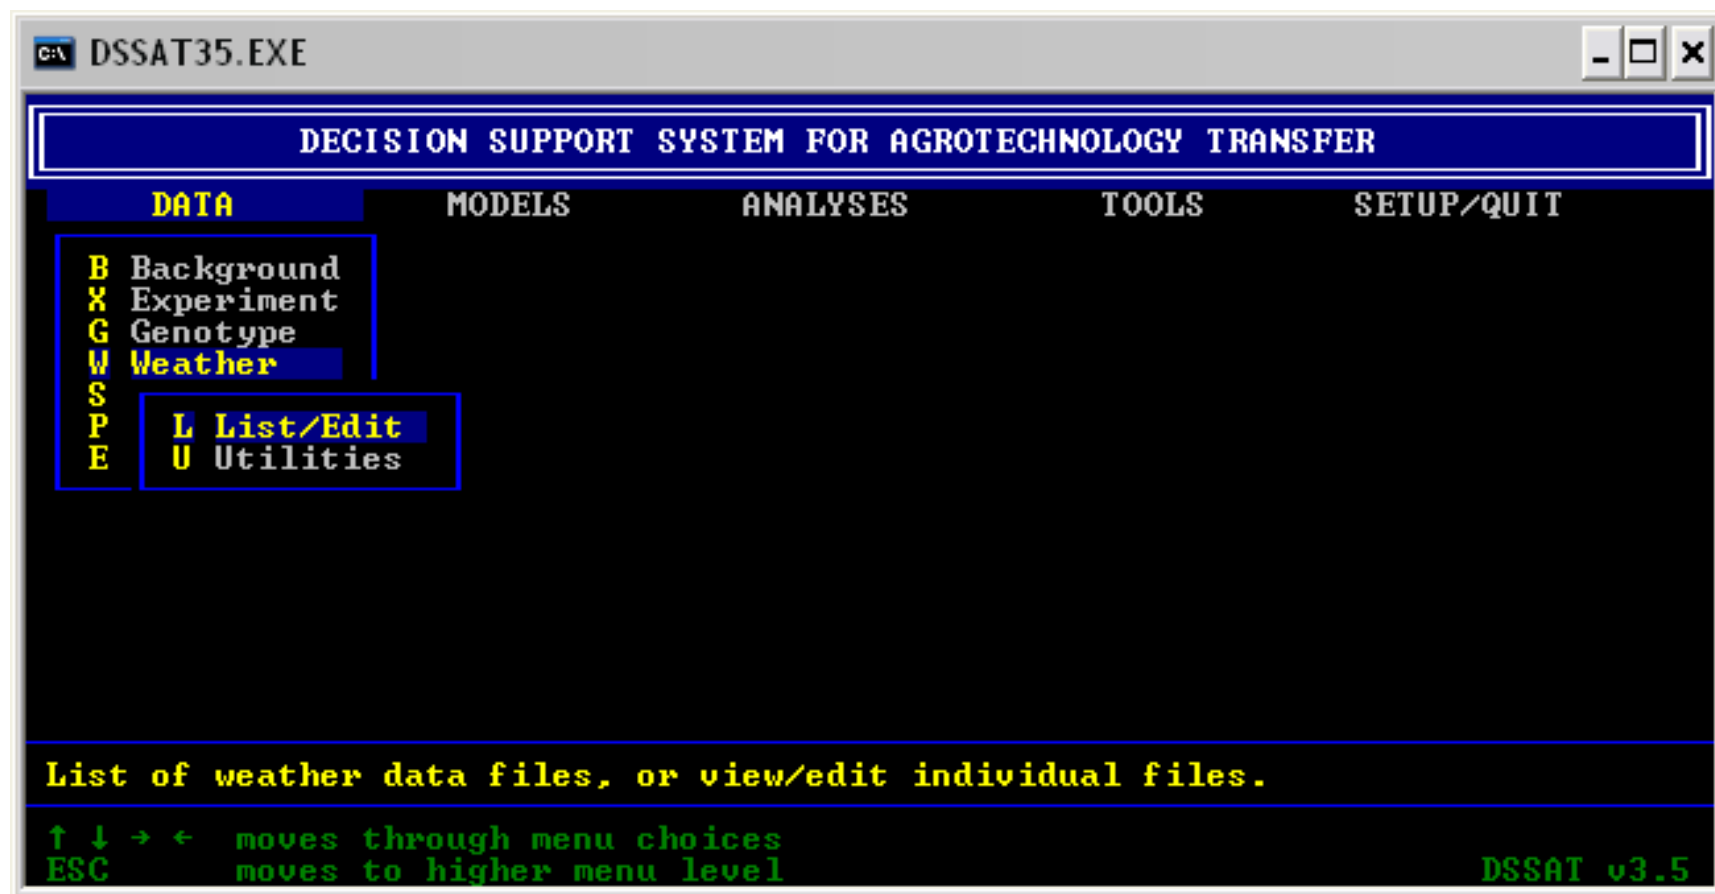 DSSAT35.EXE
DECISION SUPPORT SYSTEM FOR AGROTECHNOLOGY TRANSFER
DATA MODELS ANALYSES TOOLS SETUP/QUIT
B Background
X Experiment
G Genotype
W Weather
S
P L List/Edit
E U Utilities
List of weather data files, or view/edit individual files.
↑ ↓ → ← moves through menu choices
ESC moves to higher menu level DSSAT v3.5